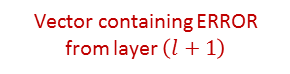 Vector containing ERROR
from layer (l + 1)